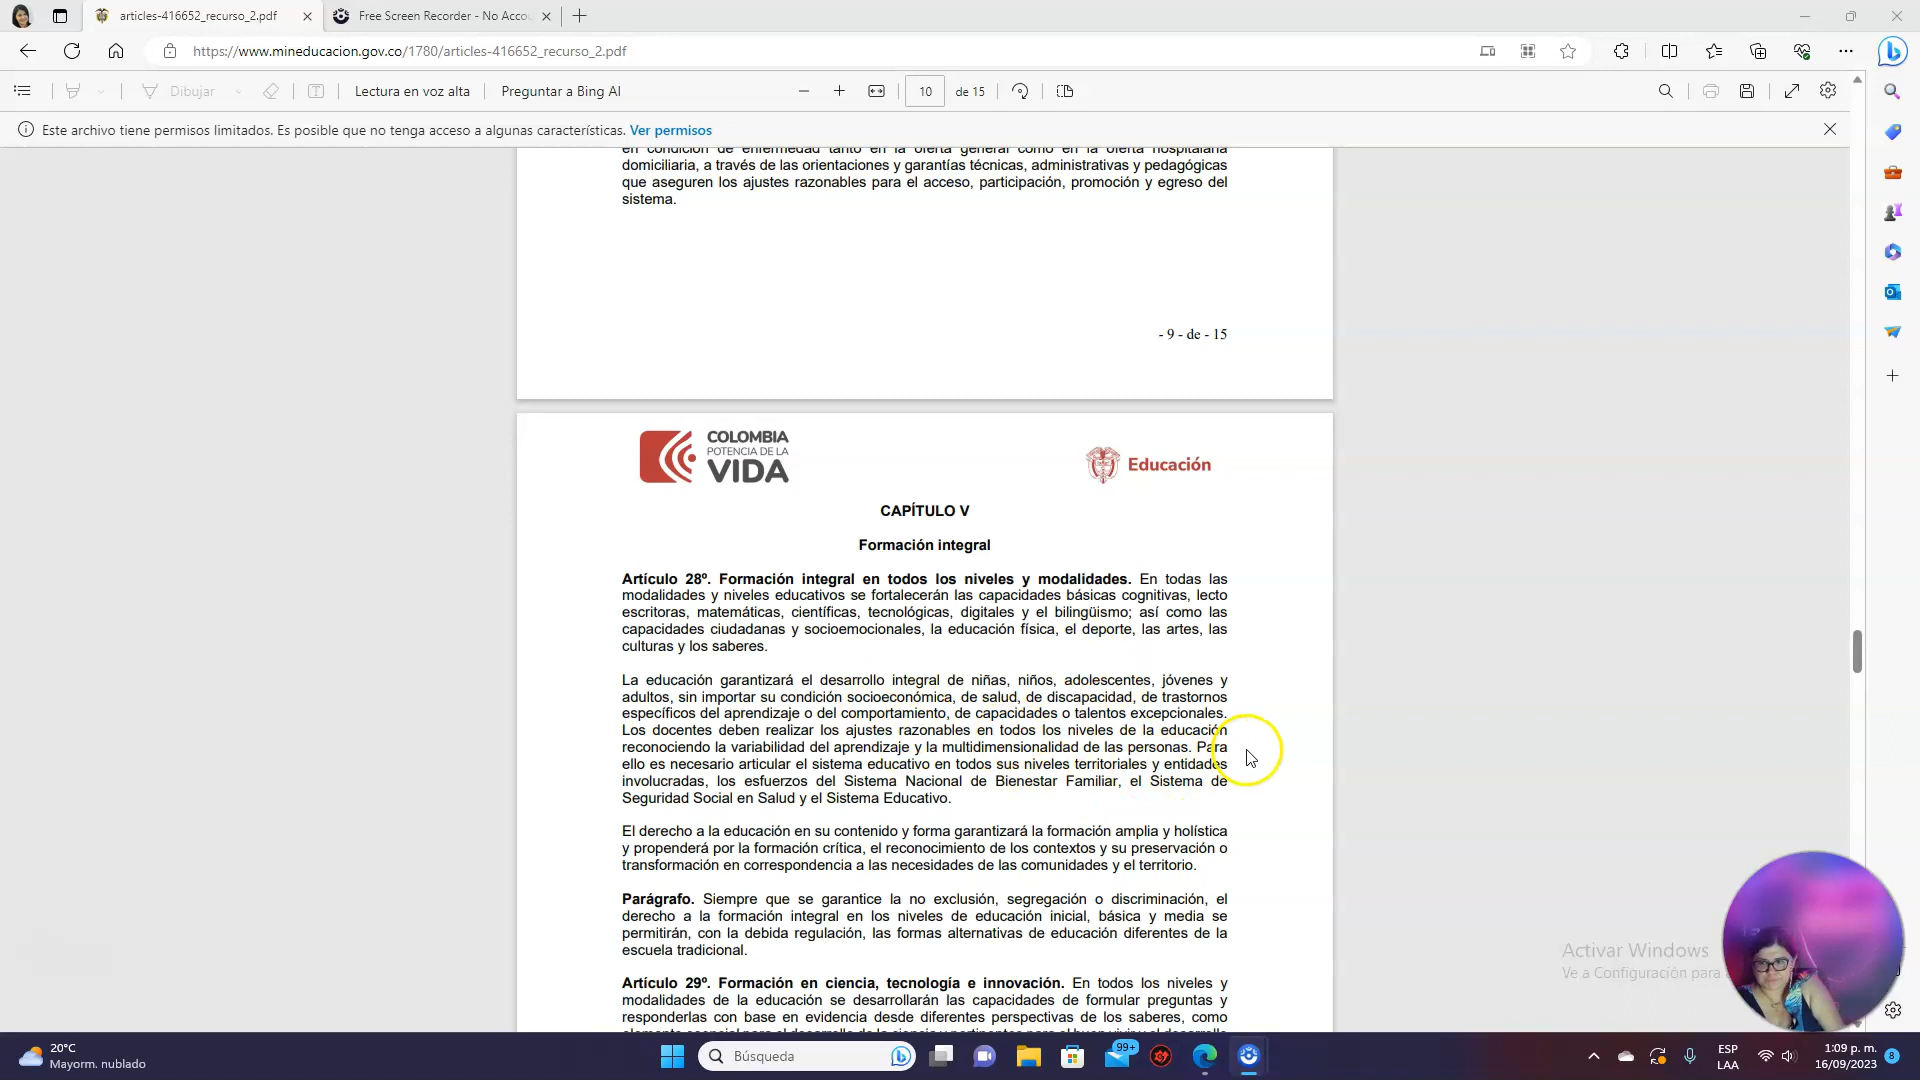 articles-416652_recurso_2.pdf
Free Screen Recorder - No Acco
https://www.mineducacion.gov.co/1780/articles-416652_recurso_2.pdf
Dibujar
Lectura en voz alta
Preguntar a Bing AI
10
de 15
Este archivo tiene permisos limitados. Es posible que no tenga acceso a algunas características. Ver permisos
en condición de enfermedad tanto en la oferta general como en la oferta hospitalaria
domiciliaria, a través de las orientaciones y garantías técnicas, administrativas y pedagógicas
que aseguren los ajustes razonables para el acceso, participación, promoción y egreso del
sistema.
- 9 - de - 15
COLOMBIA
POTENCIA DE LA
VIDA
Educación
CAPÍTULO V
Formación integral
Artículo 28º. Formación integral en todos los niveles y modalidades. En todas las
modalidades y niveles educativos se fortalecerán las capacidades básicas cognitivas, lecto
escritoras, matemáticas, científicas, tecnológicas, digitales y el bilingüismo; así como las
capacidades ciudadanas y socioemocionales, la educación física, el deporte, las artes, las
culturas y los saberes.
La educación garantizará el desarrollo integral de niñas, niños, adolescentes, jóvenes y
adultos, sin importar su condición socioeconómica, de salud, de discapacidad, de trastornos
específicos del aprendizaje o del comportamiento, de capacidades o talentos excepcionales.
Los docentes deben realizar los ajustes razonables en todos los niveles de la educación
reconociendo la variabilidad del aprendizaje y la multidimensionalidad de las personas. Para
ello es necesario articular el sistema educativo en todos sus niveles territoriales y entidades
involucradas, los esfuerzos del Sistema Nacional de Bienestar Familiar, el Sistema de
Seguridad Social en Salud y el Sistema Educativo.
El derecho a la educación en su contenido y forma garantizará la formación amplia y holística
y propenderá por la formación crítica, el reconocimiento de los contextos y su preservación o
transformación en correspondencia a las necesidades de las comunidades y el territorio.
Parágrafo. Siempre que se garantice la no exclusión, segregación o discriminación, el
derecho a la formación integral en los niveles de educación inicial, básica y media se
permitirán, con la debida regulación, las formas alternativas de educación diferentes de la
escuela tradicional.
Artículo 29º. Formación en ciencia, tecnología e innovación. En todos los niveles y
modalidades de la educación se desarrollarán las capacidades de formular preguntas y
responderlas con base en evidencia desde diferentes perspectivas de los saberes, como
Activar Windows
Ve a Configuración para
20°C
Mayorm. nublado
Búsqueda
99+
ESP
LAA
1:09 p. m.
16/09/2023
8